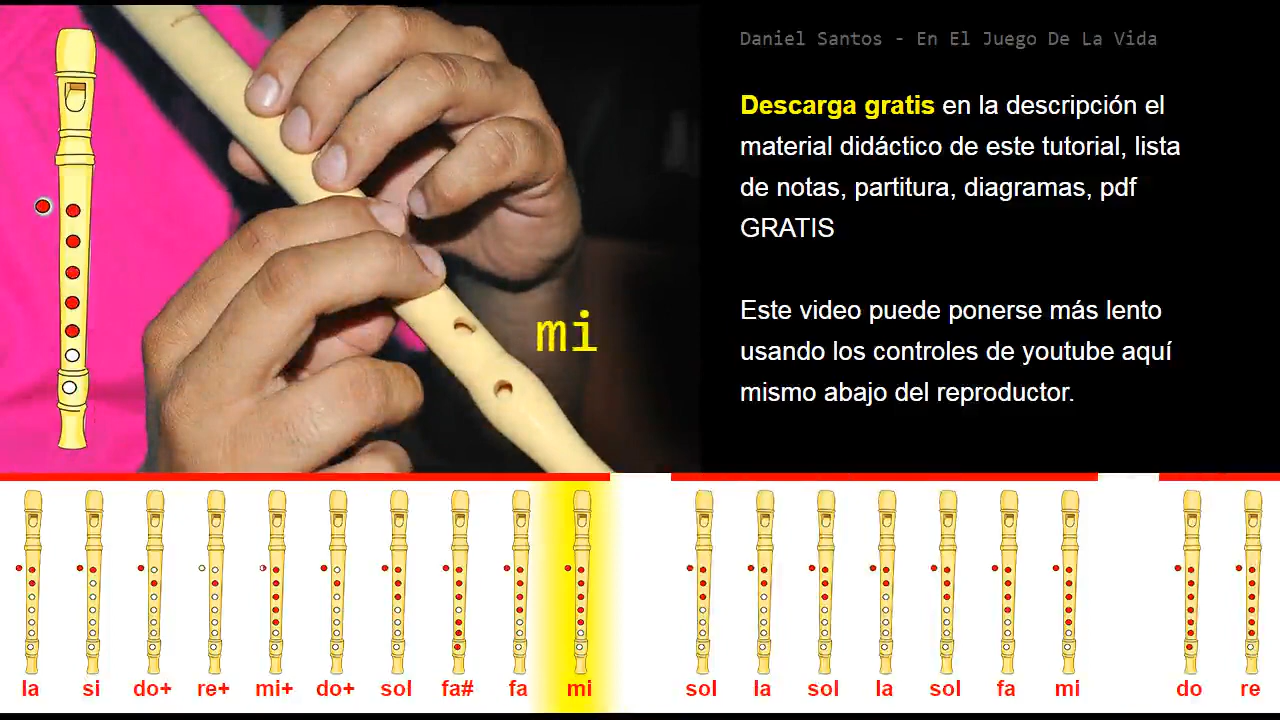 Daniel Santos - En El Juego De La Vida
Descarga gratis en la descripción el
material didáctico de este tutorial, lista
de notas, partitura, diagramas, pdf
GRATIS
Este video puede ponerse más lento
usando los controles de youtube aquí
mismo abajo del reproductor.
mi
la si do+ re+ mi+ do+ sol fa# fa mi sol la sol la sol fa mi do re